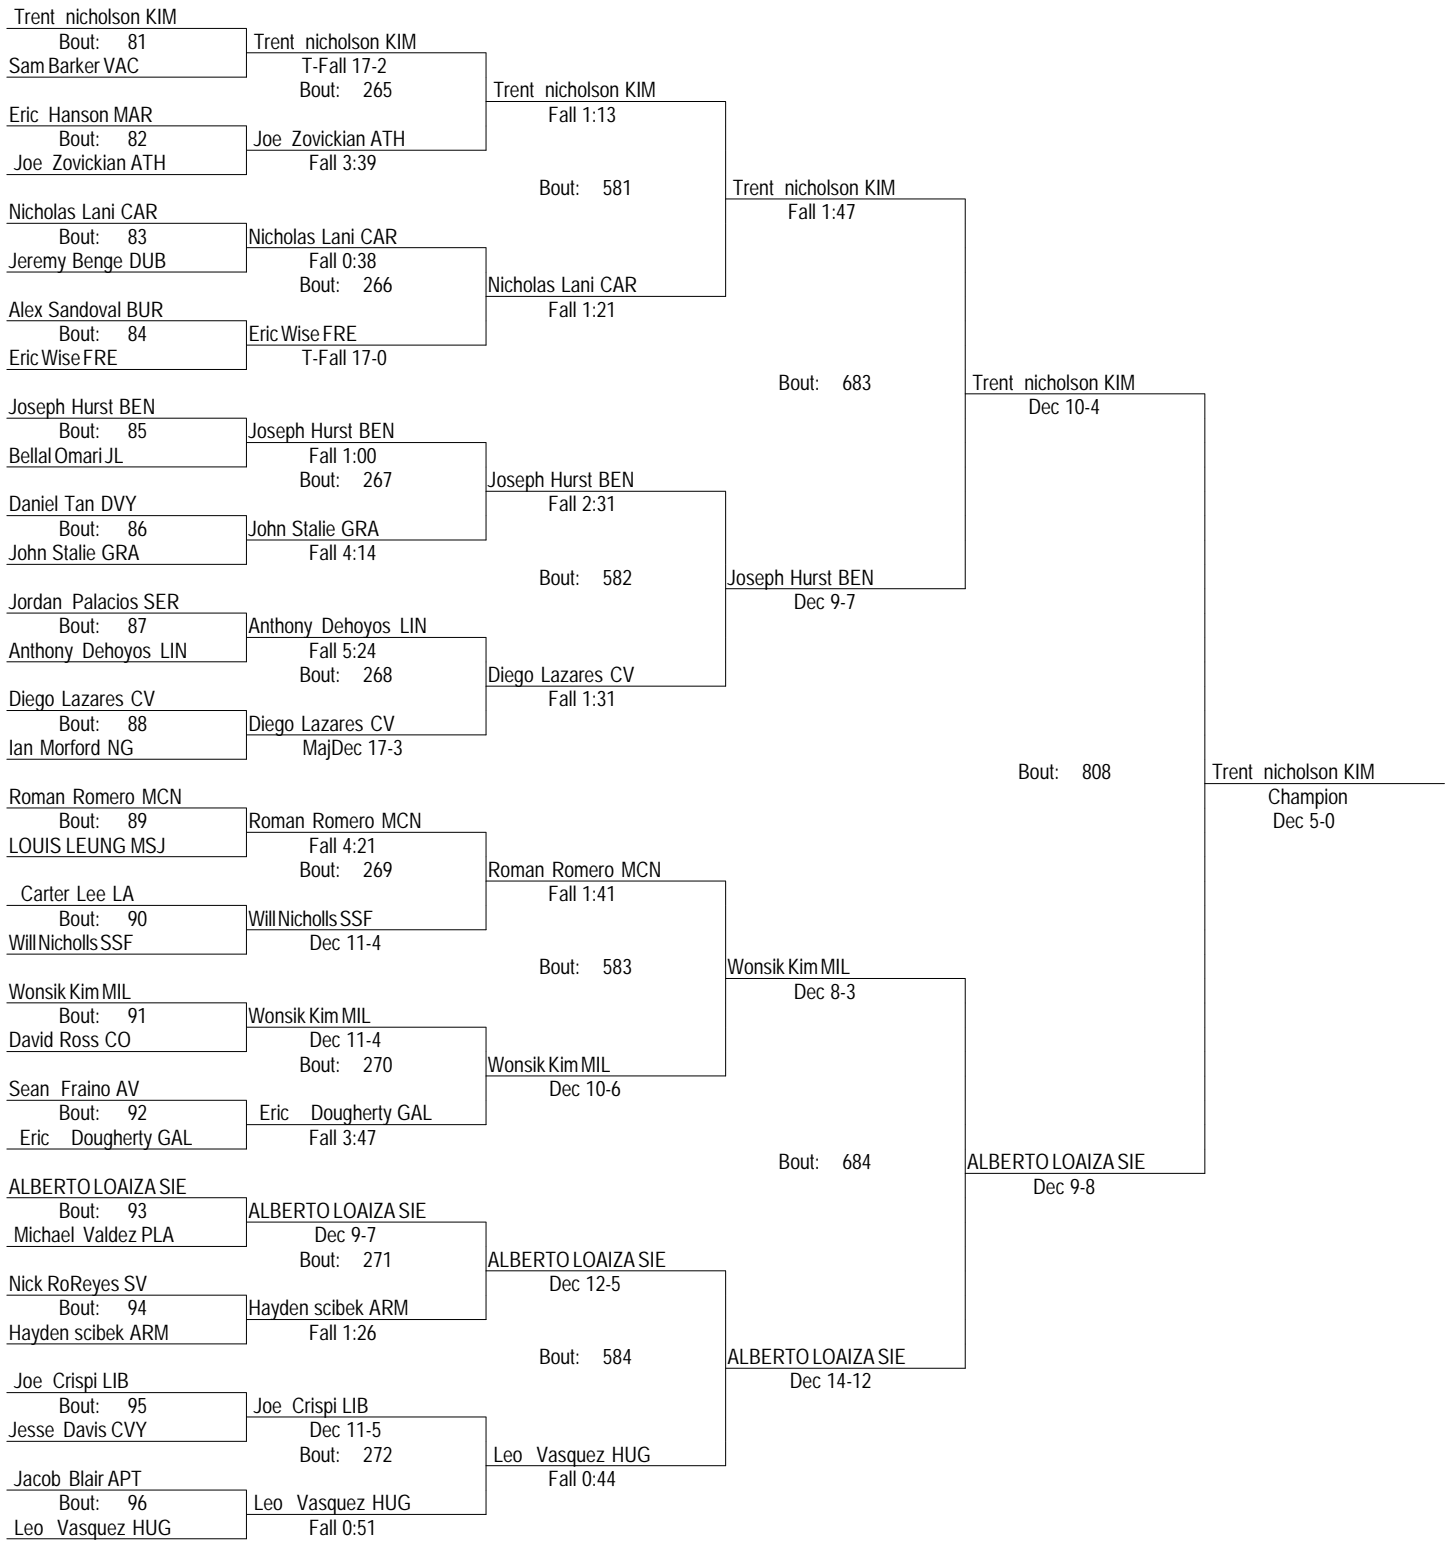 Trent nicholson KIM
Bout: 81
Trent nicholson KIM
Sam Barker VAC
T-Fall 17-2
Bout: 265
Trent nicholson KIM
Eric Hanson MAR
Fall 1:13
Bout: 82
Joe Zovickian ATH
Joe Zovickian ATH
Fall 3:39
Bout: 581
Trent nicholson KIM
Nicholas Lani CAR
Fall 1:47
Bout: 83
Nicholas Lani CAR
Jeremy Benge DUB
Fall 0:38
Bout: 266
Nicholas Lani CAR
Alex Sandoval BUR
Fall 1:21
Bout: 84
Eric Wise FRE
Eric Wise FRE
T-Fall 17-0
Bout: 683
Trent nicholson KIM
Joseph Hurst BEN
Dec 10-4
Bout: 85
Joseph Hurst BEN
Bellal Omari JL
Fall 1:00
Bout: 267
Joseph Hurst BEN
Daniel Tan DVY
Fall 2:31
Bout: 86
John Stalie GRA
John Stalie GRA
Fall 4:14
Bout: 582
Joseph Hurst BEN
Jordan Palacios SER
Dec 9-7
Bout: 87
Anthony Dehoyos LIN
Anthony Dehoyos LIN
Fall 5:24
Bout: 268
Diego Lazares CV
Diego Lazares CV
Fall 1:31
Bout: 88
Diego Lazares CV
Ian Morford NG
MajDec 17-3
Bout: 808
Trent nicholson KIM
Roman Romero MCN
Champion
Bout: 89
Roman Romero MCN
Dec 5-0
LOUIS LEUNG MSJ
Fall 4:21
Bout: 269
Roman Romero MCN
Carter Lee LA
Fall 1:41
Bout: 90
Will Nicholls SSF
Will Nicholls SSF
Dec 11-4
Bout: 583
Wonsik Kim MIL
Wonsik Kim MIL
Dec 8-3
Bout: 91
Wonsik Kim MIL
David Ross CO
Dec 11-4
Bout: 270
Wonsik Kim MIL
Sean Fraino AV
Dec 10-6
Bout: 92
Eric Dougherty GAL
Eric Dougherty GAL
Fall 3:47
Bout: 684
ALBERTO LOAIZA SIE
ALBERTO LOAIZA SIE
Dec 9-8
Bout: 93
ALBERTO LOAIZA SIE
Michael Valdez PLA
Dec 9-7
Bout: 271
ALBERTO LOAIZA SIE
Nick RoReyes SV
Dec 12-5
Bout: 94
Hayden scibek ARM
Hayden scibek ARM
Fall 1:26
Bout: 584
ALBERTO LOAIZA SIE
Joe Crispi LIB
Dec 14-12
Bout: 95
Joe Crispi LIB
Jesse Davis CVY
Dec 11-5
Bout: 272
Leo Vasquez HUG
Jacob Blair APT
Fall 0:44
Bout: 96
Leo Vasquez HUG
Leo Vasquez HUG
Fall 0:51